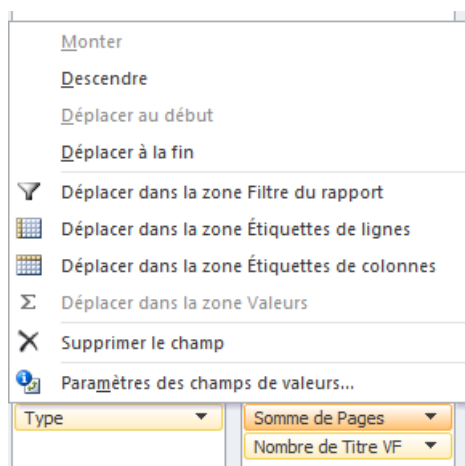 Monter
Descendre
Déplacer au début
Déplacer à la fin
Déplacer dans la zone Filtre du rapport
Déplacer dans la zone Étiquettes de lignes
Déplacer dans la zone Étiquettes de colonnes
Σ Déplacer dans la zone Valeurs
Supprimer le champ
Paramètres des champs de valeurs...
Type Somme de Pages
Nombre de Titre VF